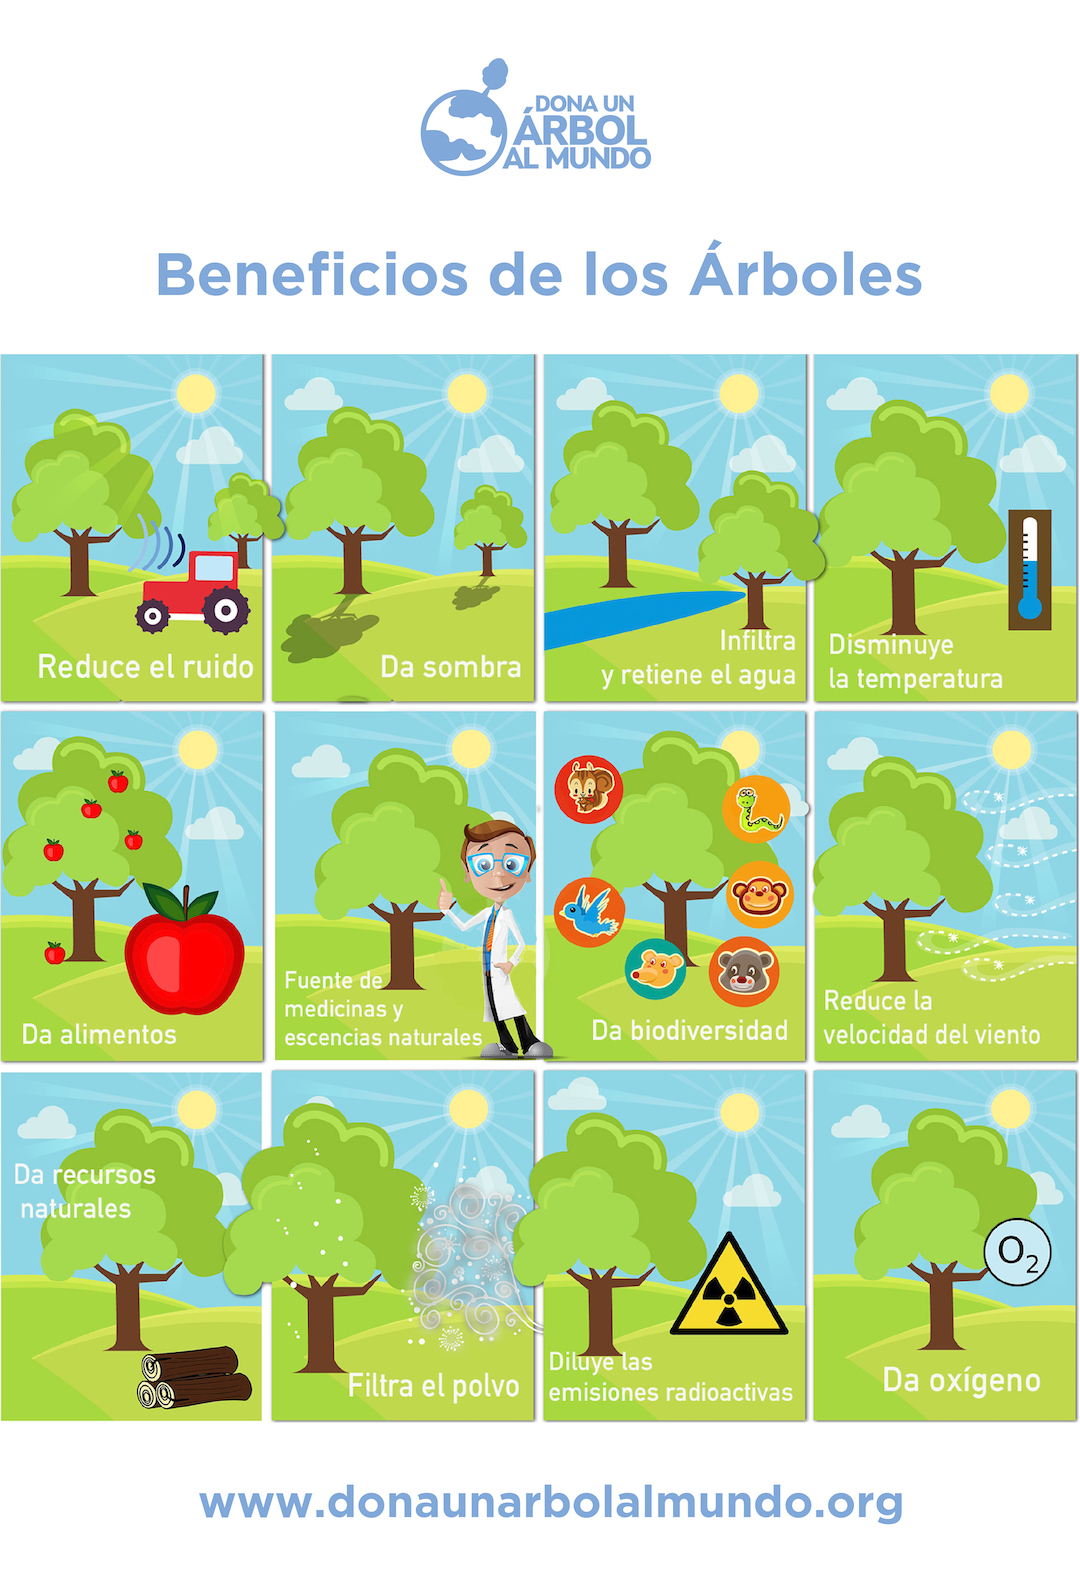 DONA UN
ÁRBOL
AL MUNDO
Beneficios de los Árboles
Reduce el ruido
Da sombra
Infiltra
y retiene el agua
Disminuye
la temperatura
Da alimentos
Fuente de
medicinas y
escencias naturales
Da biodiversidad
Reduce la
velocidad del viento
Da recursos
naturales
Filtra el polvo
Diluye las
emisiones radioactivas
O₂
Da oxígeno
www.donaunarbolalmundo.org